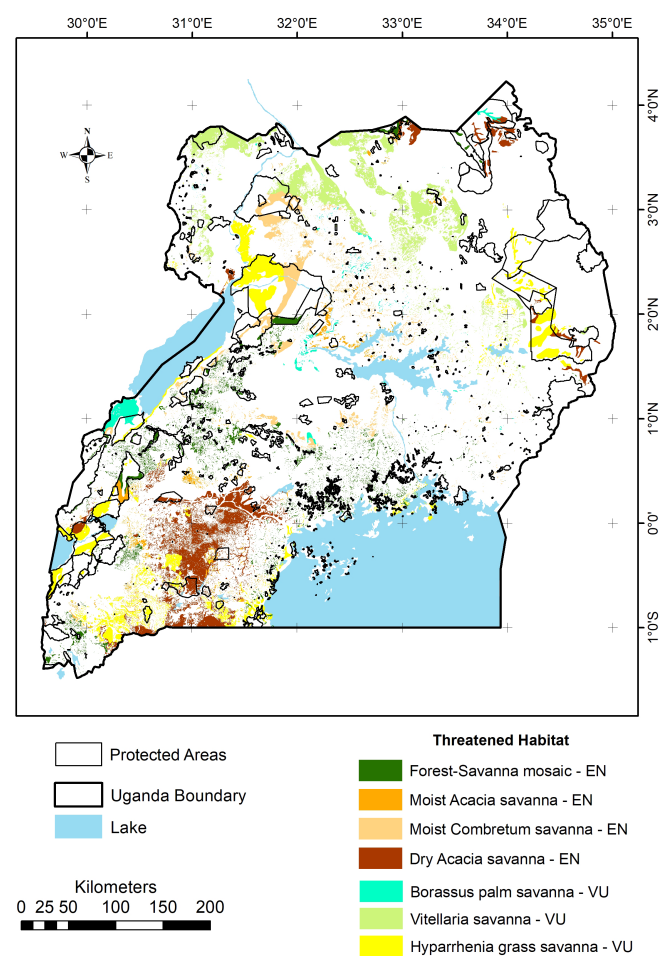 30°0'E 31°0'E 32°0'E 33°0'E 34°0'E 35°0'E
4°0'N
N
W E
S
3°0'N
2°0'N
1°0'N
0°0'
1°0'S
Threatened Habitat
Protected Areas
Uganda Boundary
Lake
Forest-Savanna mosaic - EN
Moist Acacia savanna - EN
Moist Combretum savanna - EN
Dry Acacia savanna - EN
Borassus palm savanna - VU
Vitellaria savanna - VU
Hyparrhenia grass savanna - VU
Kilometers
0 25 50 100 150 200